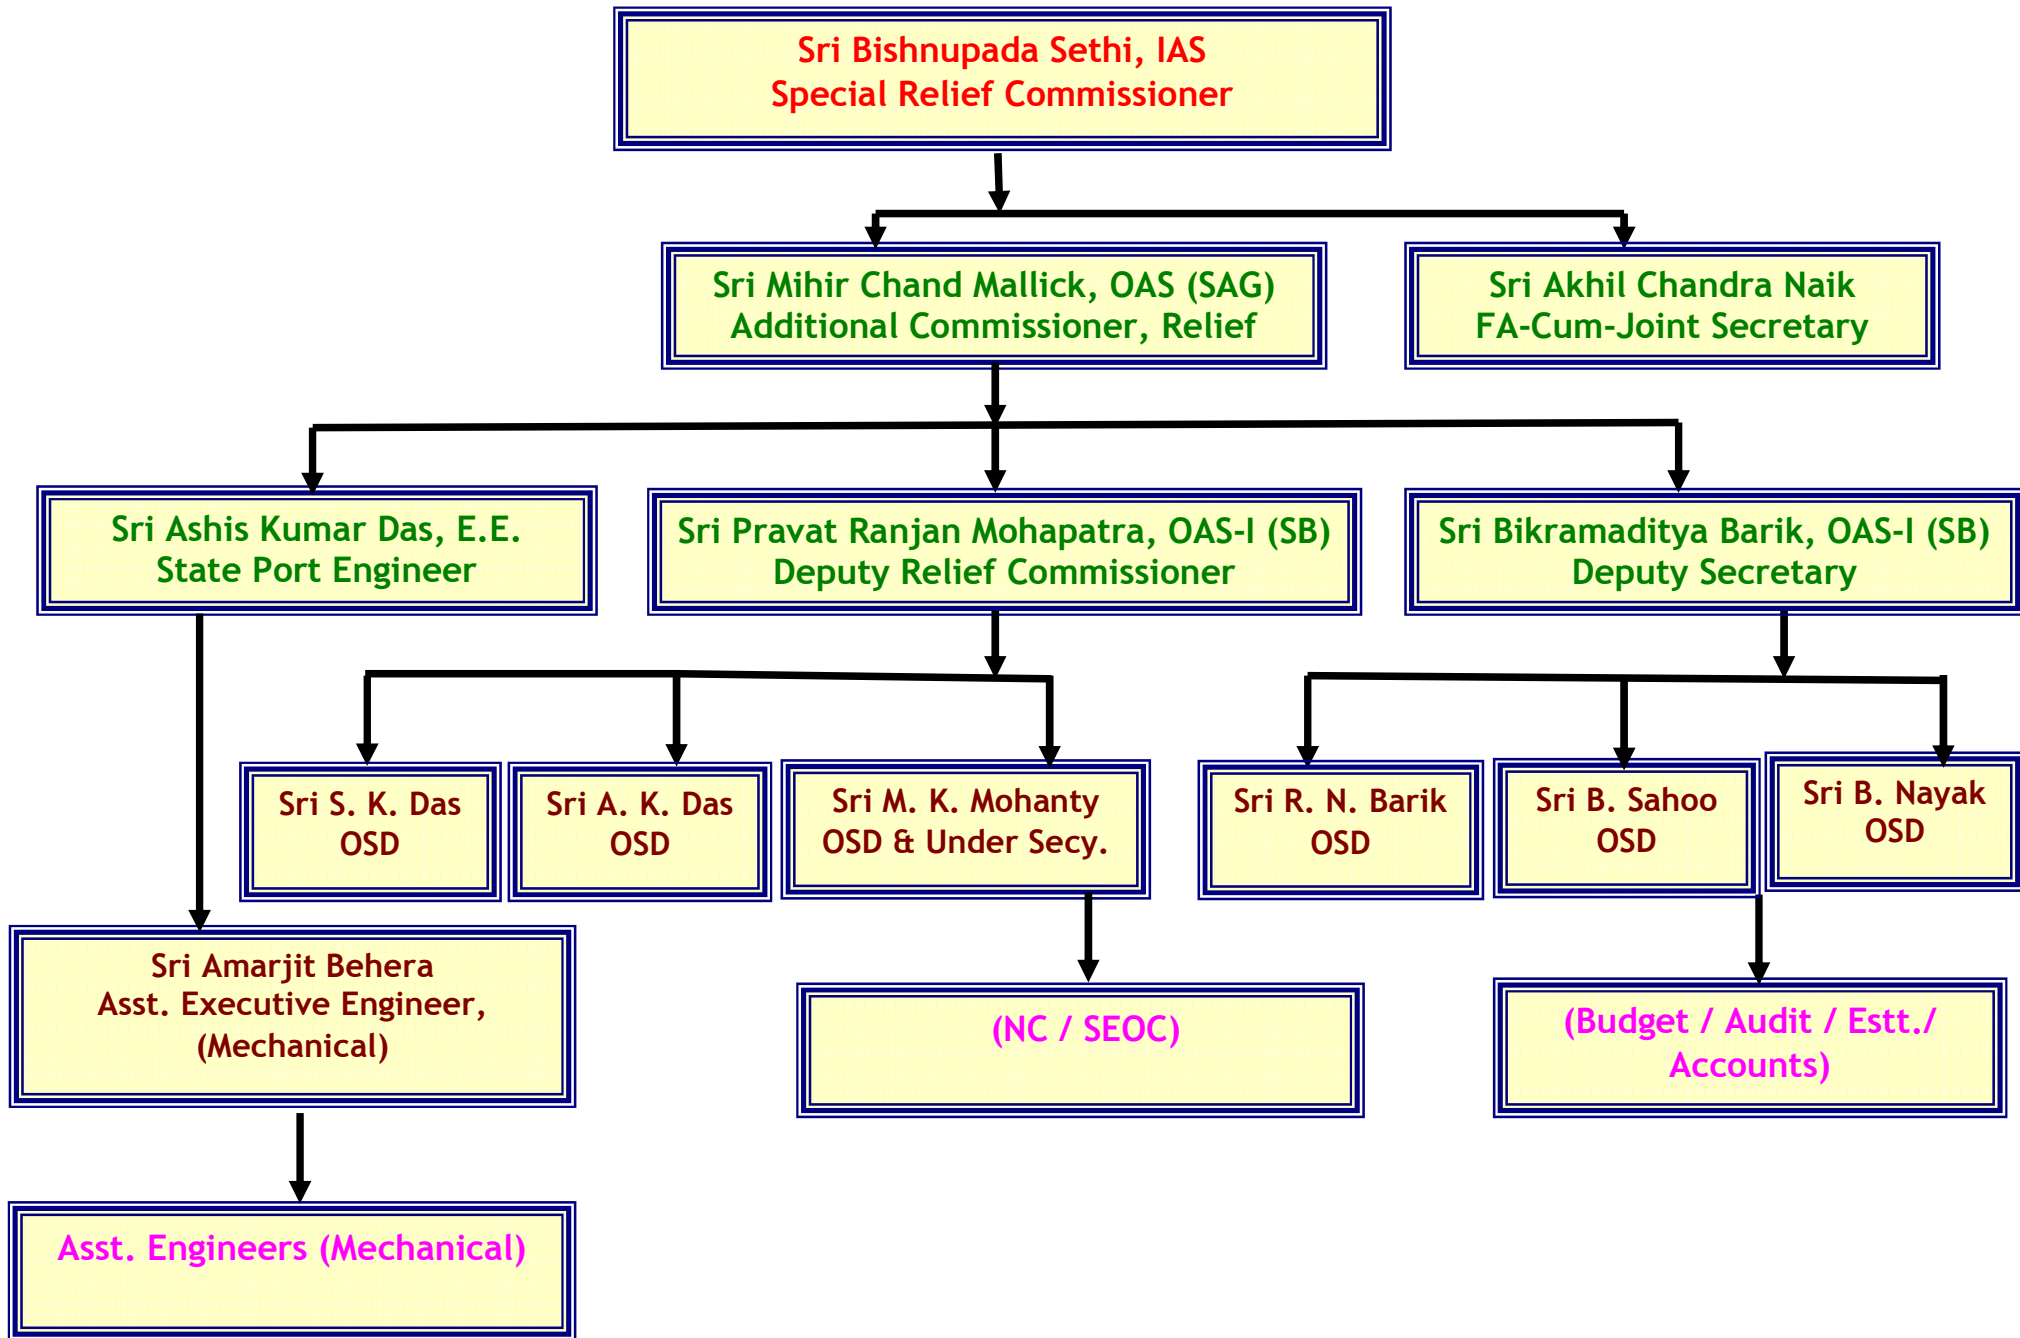 Sri Bishnupada Sethi, IAS
Special Relief Commissioner
Sri Mihir Chand Mallick, OAS (SAG)
Additional Commissioner, Relief
Sri Akhil Chandra Naik
FA-Cum-Joint Secretary
Sri Ashis Kumar Das, E.E.
State Port Engineer
Sri Pravat Ranjan Mohapatra, OAS-I (SB)
Deputy Relief Commissioner
Sri Bikramaditya Barik, OAS-I (SB)
Deputy Secretary
Sri S. K. Das
OSD
Sri A. K. Das
OSD
Sri M. K. Mohanty
OSD & Under Secy.
Sri R. N. Barik
OSD
Sri B. Sahoo
OSD
Sri B. Nayak
OSD
Sri Amarjit Behera
Asst. Executive Engineer,
(Mechanical)
(NC / SEOC)
(Budget / Audit / Estt./
Accounts)
Asst. Engineers (Mechanical)